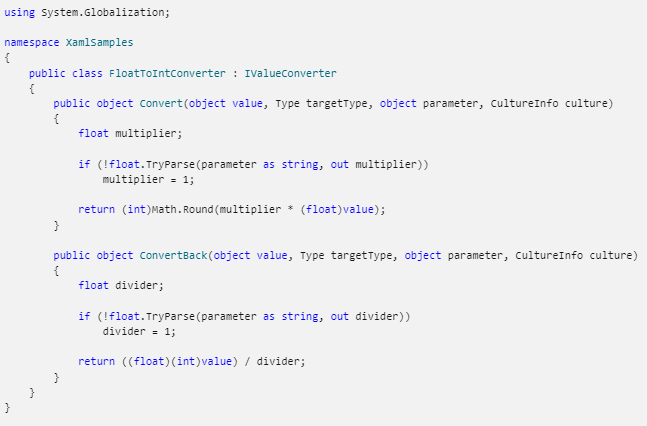 using System.Globalization;

namespace XamlSamples
{
    public class FloatToIntConverter : IValueConverter
    {
        public object Convert(object value, Type targetType, object parameter, CultureInfo culture)
        {
            float multiplier;

            if (!float.TryParse(parameter as string, out multiplier))
                multiplier = 1;

            return (int)Math.Round(multiplier * (float)value);
        }

        public object ConvertBack(object value, Type targetType, object parameter, CultureInfo culture)
        {
            float divider;

            if (!float.TryParse(parameter as string, out divider))
                divider = 1;

            return ((float)(int)value) / divider;
        }
    }
}